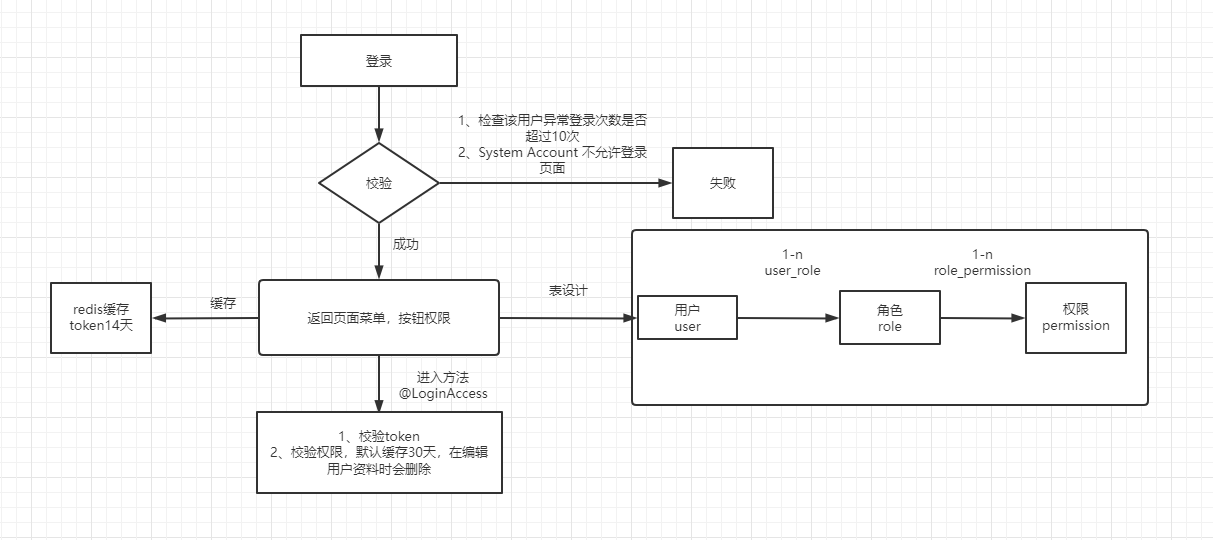 登录
1、检查该用户异常登录次数是否
超过10次
2、System Account 不允许登录
页面
校验
失败
成功
1-n
user_role
1-n
role_permission
redis缓存
token14天
缓存
返回页面菜单，按钮权限
表设计
用户
user
角色
role
权限
permission
进入方法
@LoginAccess
1、校验token
2、校验权限，默认缓存30天，在编辑
用户资料时会删除